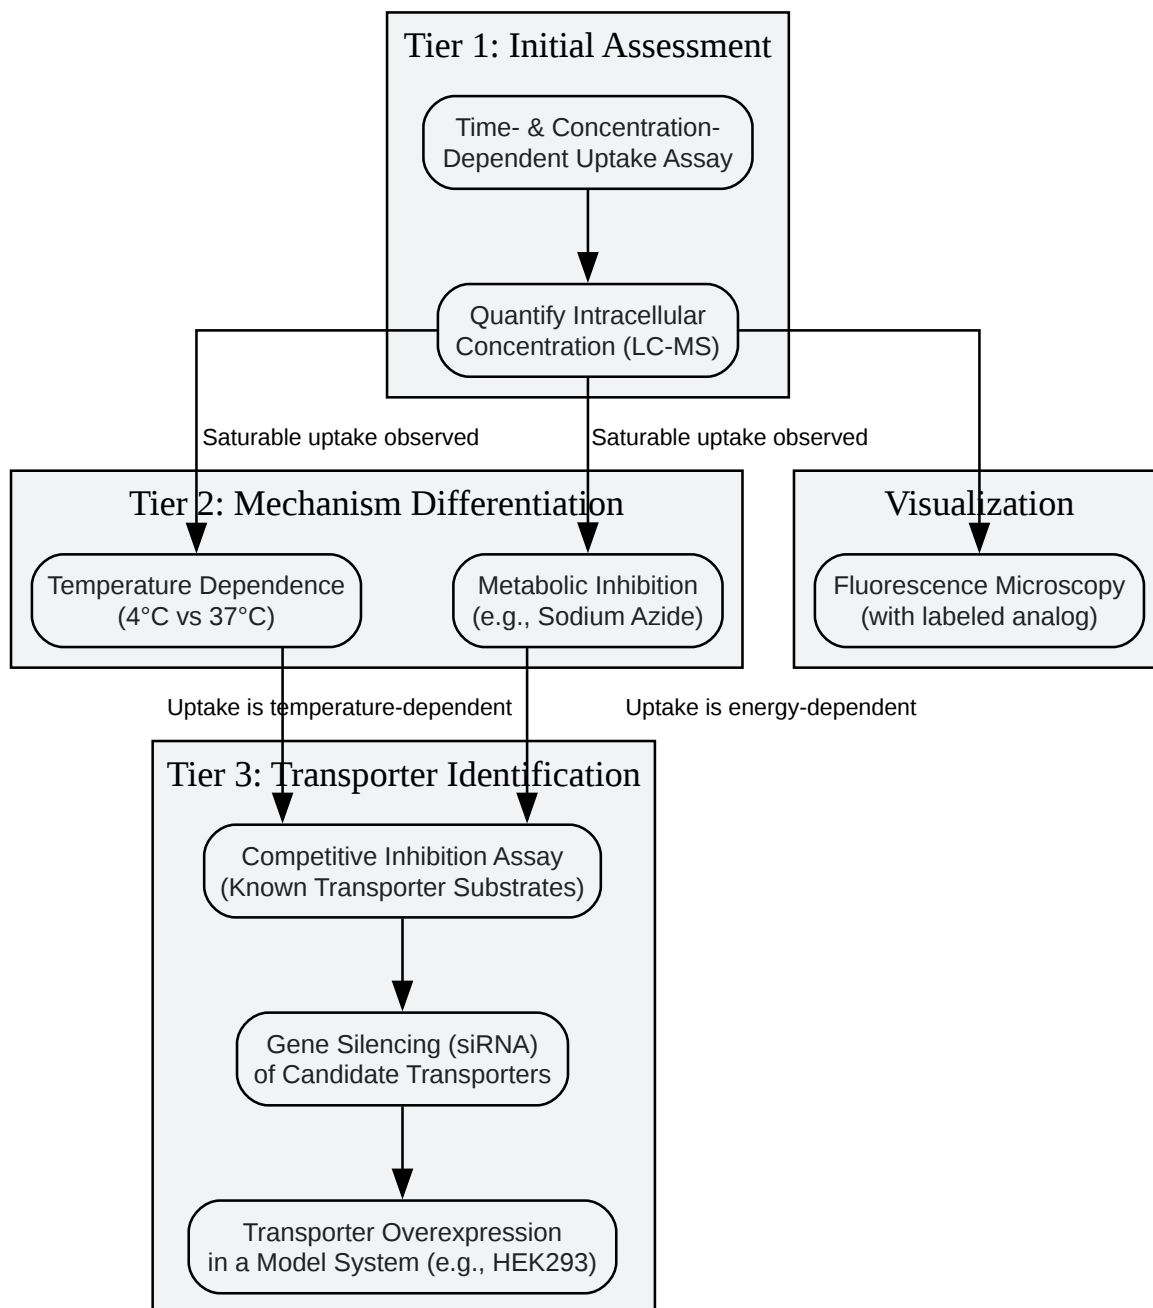 Tier 1: Initial Assessment
Time- & Concentration-
Dependent Uptake Assay
Quantify Intracellular
Concentration (LC-MS)
Saturable uptake observed
Saturable uptake observed
Tier 2: Mechanism Differentiation
Visualization
Temperature Dependence
(4°C vs 37°C)
Metabolic Inhibition
(e.g., Sodium Azide)
Fluorescence Microscopy
(with labeled analog)
Uptake is temperature-dependent
Uptake is energy-dependent
Tier 3: Transporter Identification
Competitive Inhibition Assay
(Known Transporter Substrates)
Gene Silencing (siRNA)
of Candidate Transporters
Transporter Overexpression
in a Model System (e.g., HEK293)